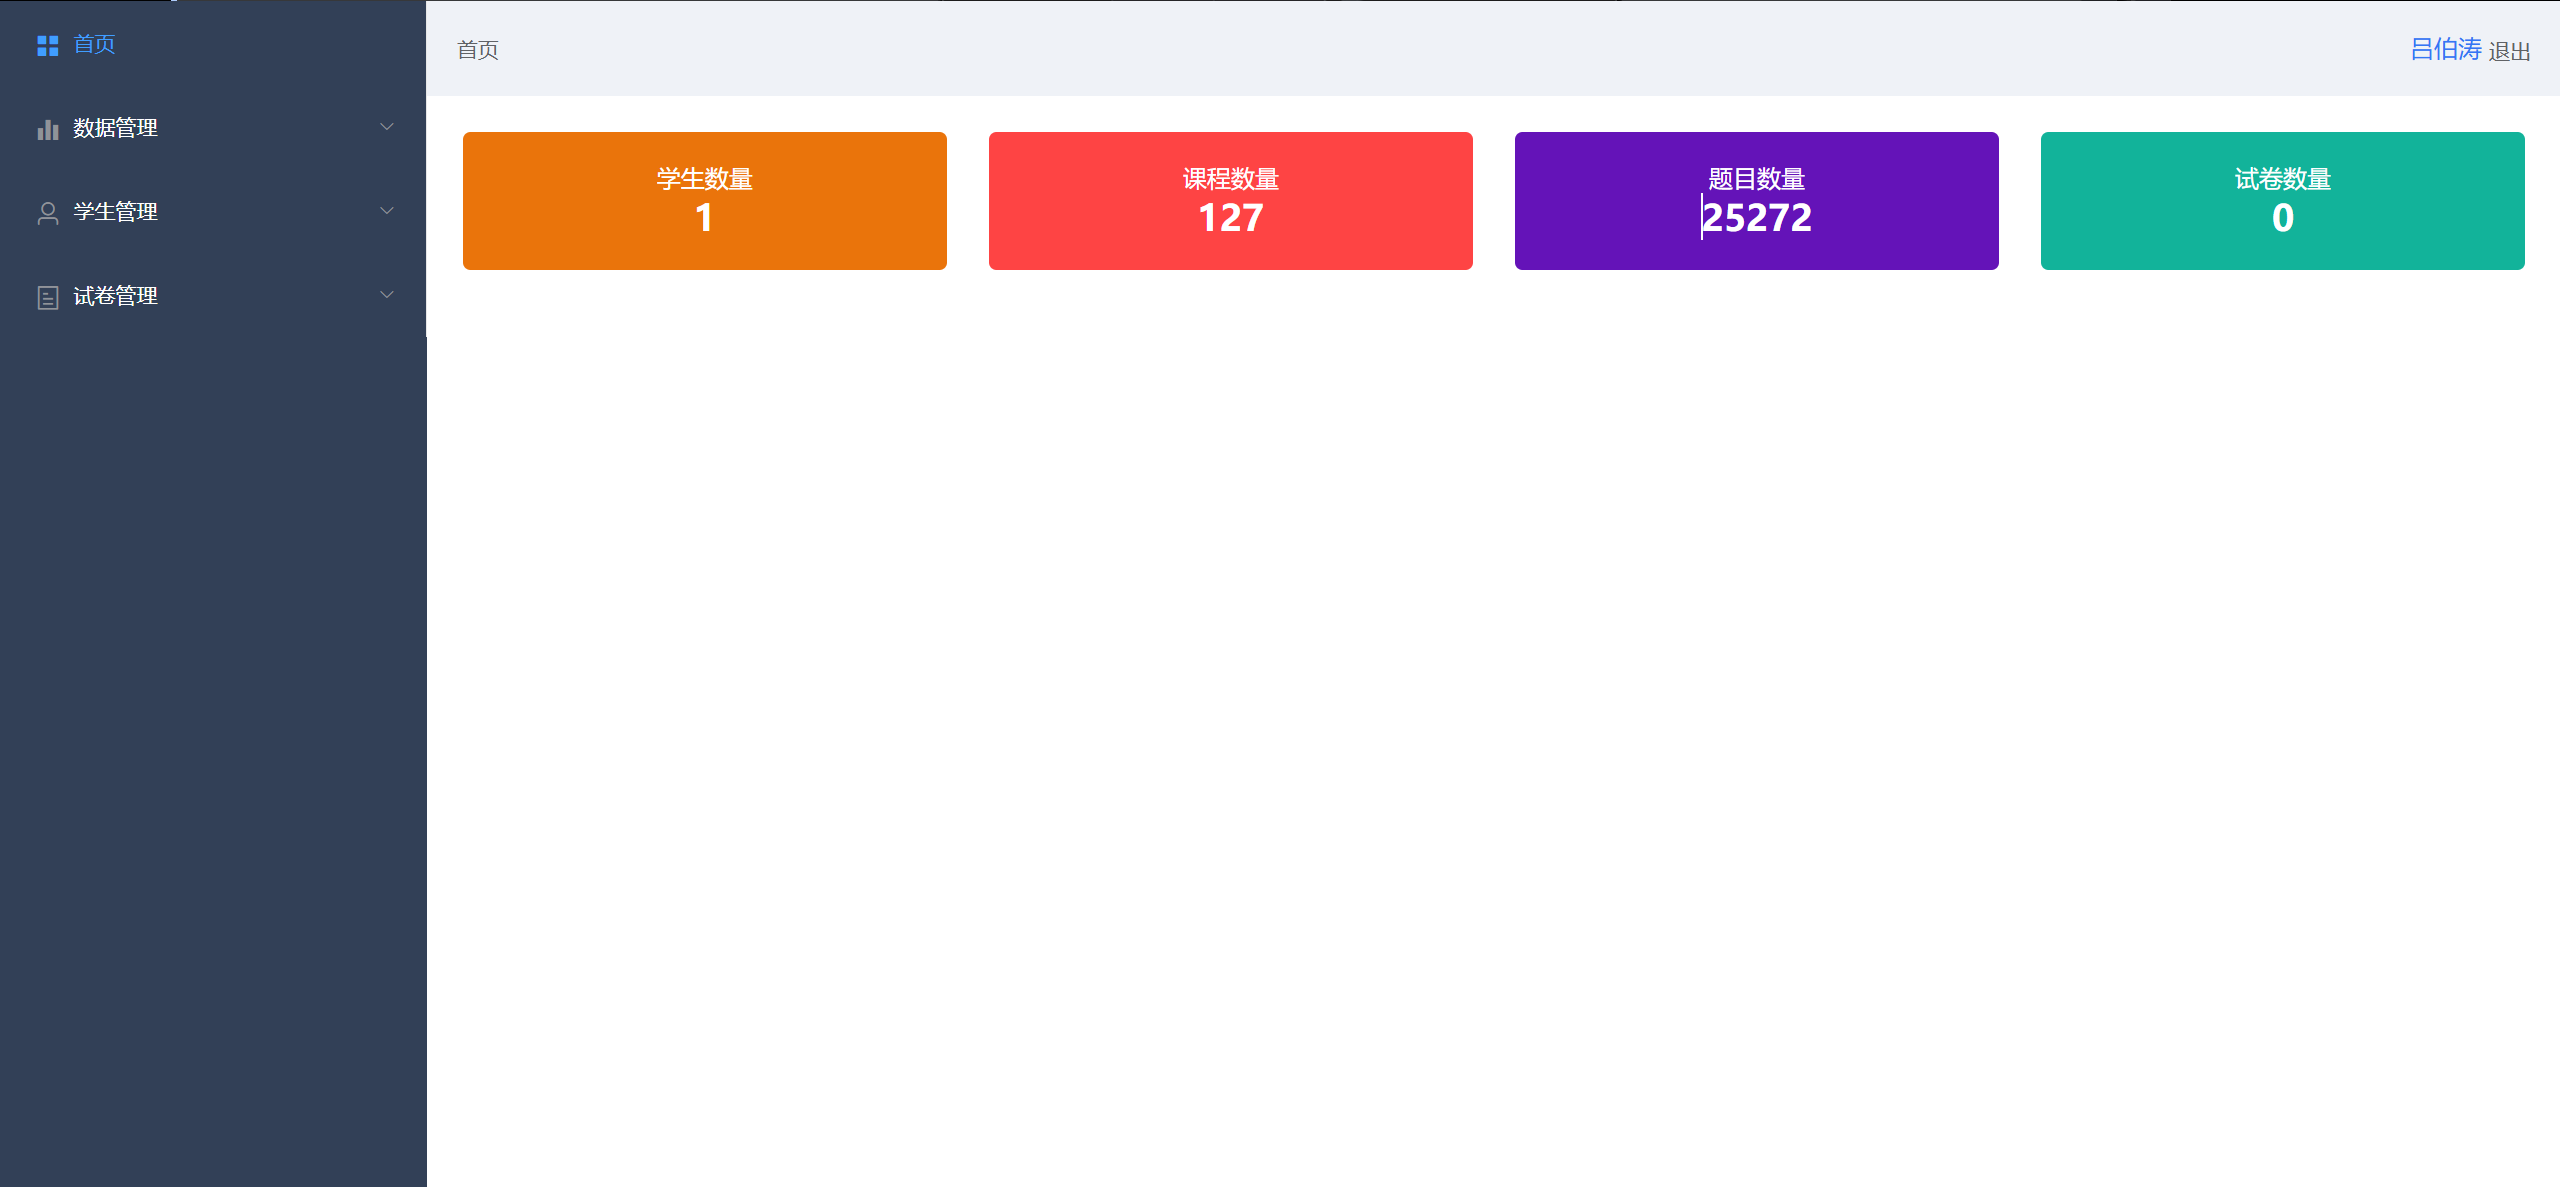 首页
数据管理
学生管理
试卷管理
首页
吕伯涛 退出
学生数量
1
课程数量
127
题目数量
25272
试卷数量
0